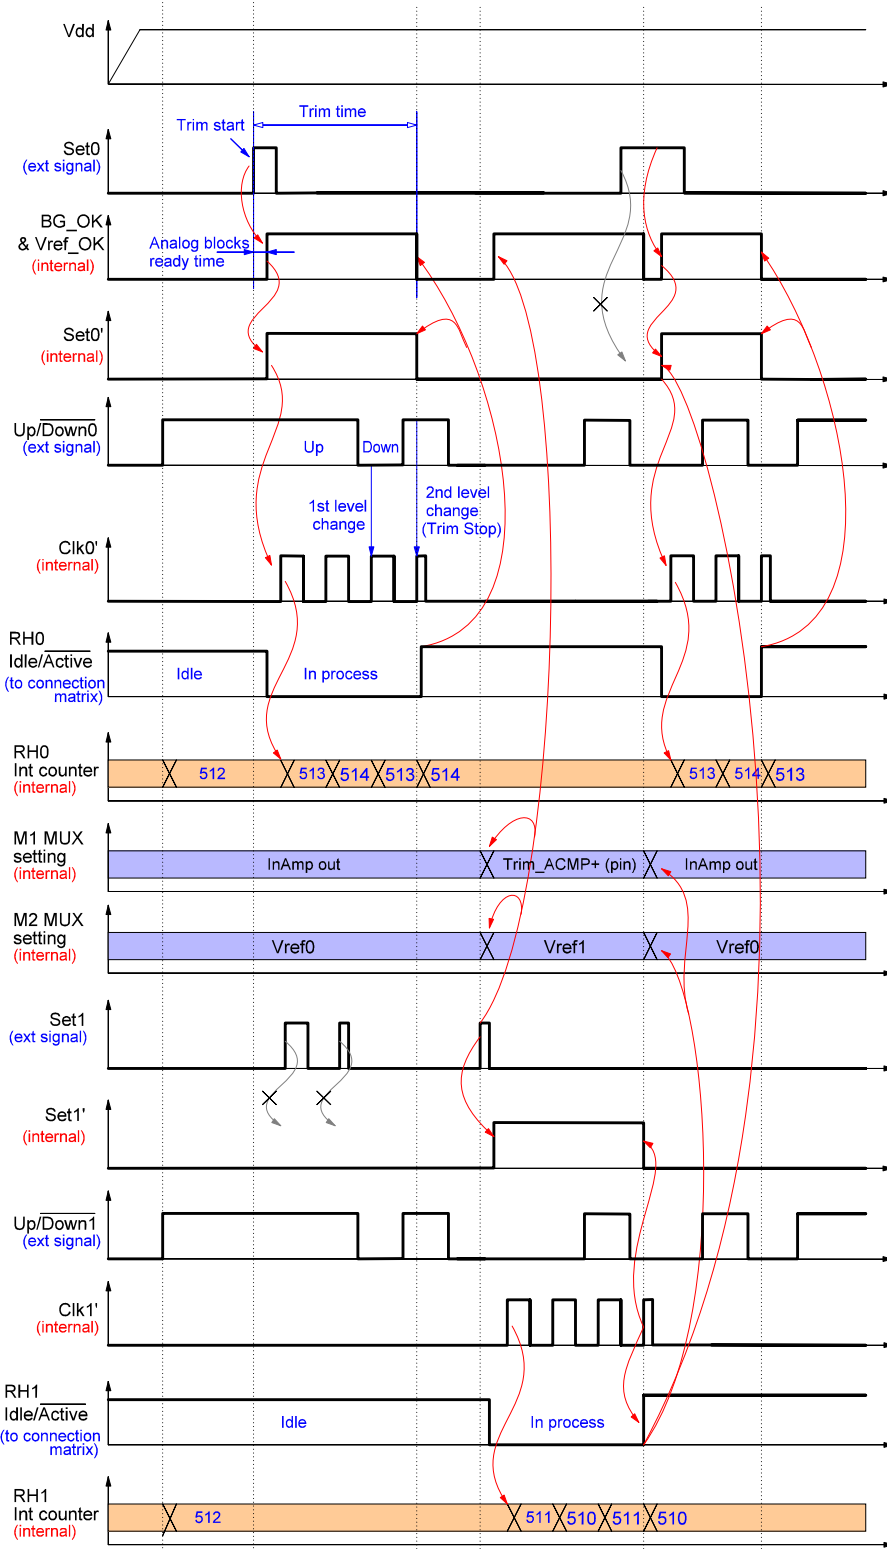 Vdd
Trim time
Trim start
Set0
(ext signal)
BG_OK
& Vref_OK
(internal)
Analog blocks
ready time
Set0'
(internal)
Up/Down0
(ext signal)
Up
Down
1st level
change
2nd level
change
(Trim Stop)
Clk0'
(internal)
RH0
Idle/Active
(to connection
matrix)
Idle
In process
RH0
Int counter
(internal)
512
513
514
513
514
513
514
513
M1 MUX
setting
(internal)
InAmp out
Trim_ACMP+ (pin)
InAmp out
M2 MUX
setting
(internal)
Vref0
Vref1
Vref0
Set1
(ext signal)
Set1'
(internal)
Up/Down1
(ext signal)
Clk1'
(internal)
RH1
Idle/Active
(to connection
matrix)
Idle
In process
RH1
Int counter
(internal)
512
511
510
511
510